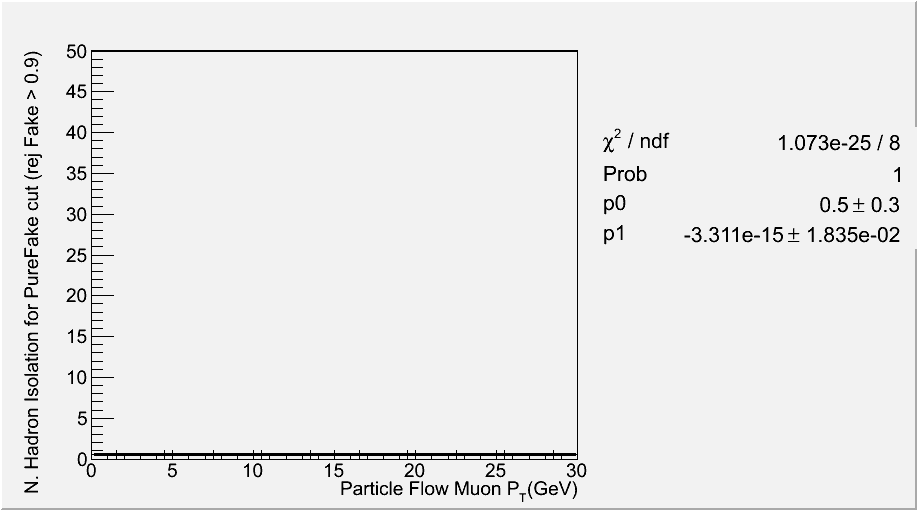 N. Hadron Isolation for PureFake cut (rej Fake > 0.9)
50
45
40
35
30
25
20
15
10
5
0
0 5 10 15 20 25 30
Particle Flow Muon P_T(GeV)
χ² / ndf 1.073e-25 / 8
Prob 1
p0 0.5 ± 0.3
p1 -3.311e-15 ± 1.835e-02